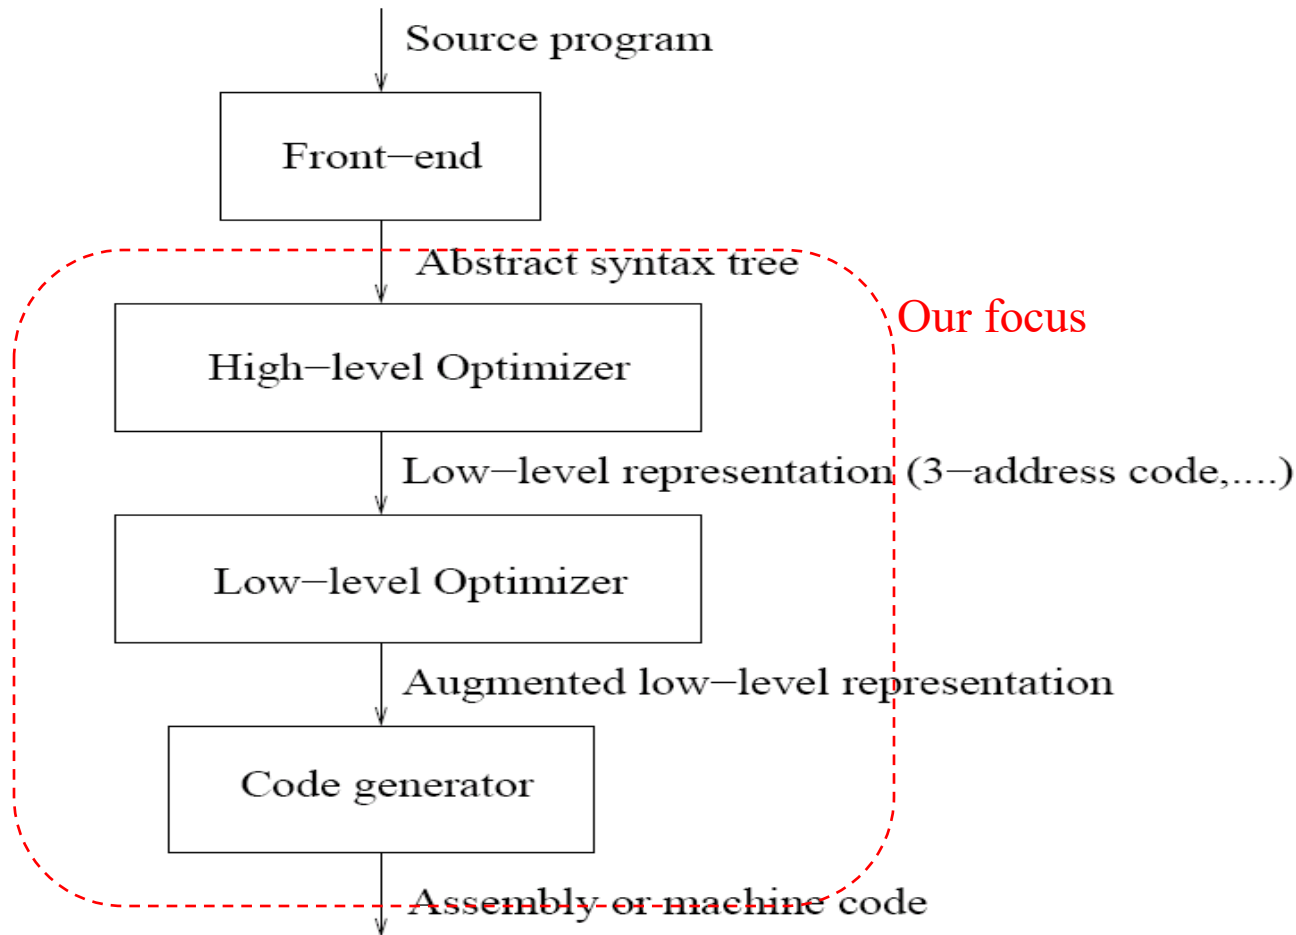 Source program
Front−end
Abstract syntax tree
Our focus
High−level Optimizer
Low−level representation (3−address code,....)
Low−level Optimizer
Augmented low−level representation
Code generator
Assembly or machine code